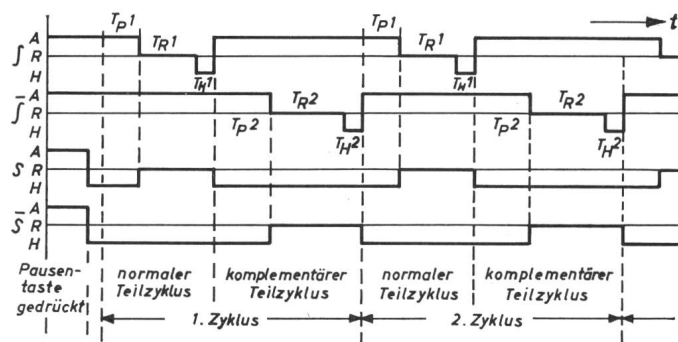 T_P1 T_P1 t
∫ A R H T_R1 T_H1 T_R1 T_H1
∫̅ A R H T_P2 T_R2 T_H2 T_P2 T_R2 T_H2
S A R H
S̅ A R H
Pausen-
taste
gedrückt
normaler
Teilzyklus
komplementärer
Teilzyklus
normaler
Teilzyklus
komplementärer
Teilzyklus
1. Zyklus
2. Zyklus